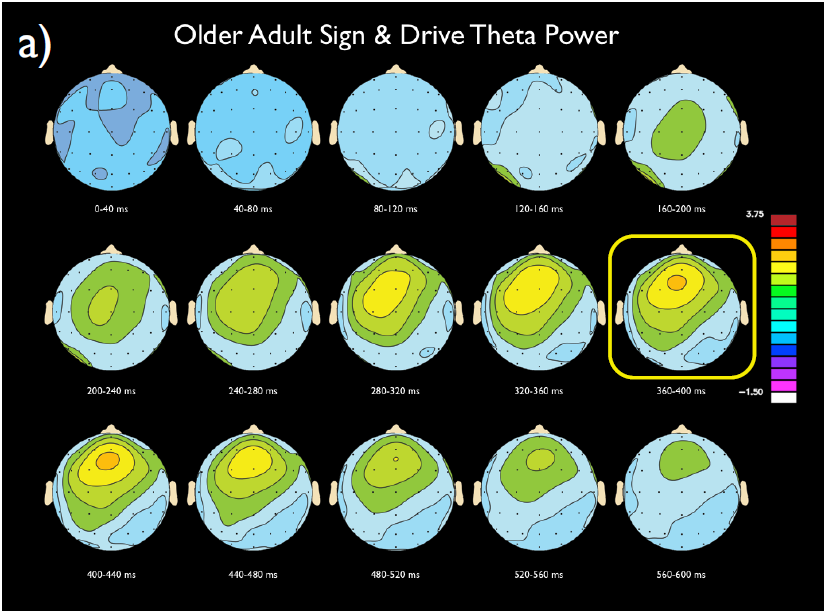 a)
Older Adult Sign & Drive Theta Power
0-40 ms
40-80 ms
80-120 ms
120-160 ms
160-200 ms
3.75
200-240 ms
240-280 ms
280-320 ms
320-360 ms
360-400 ms
−1.50
400-440 ms
440-480 ms
480-520 ms
520-560 ms
560-600 ms